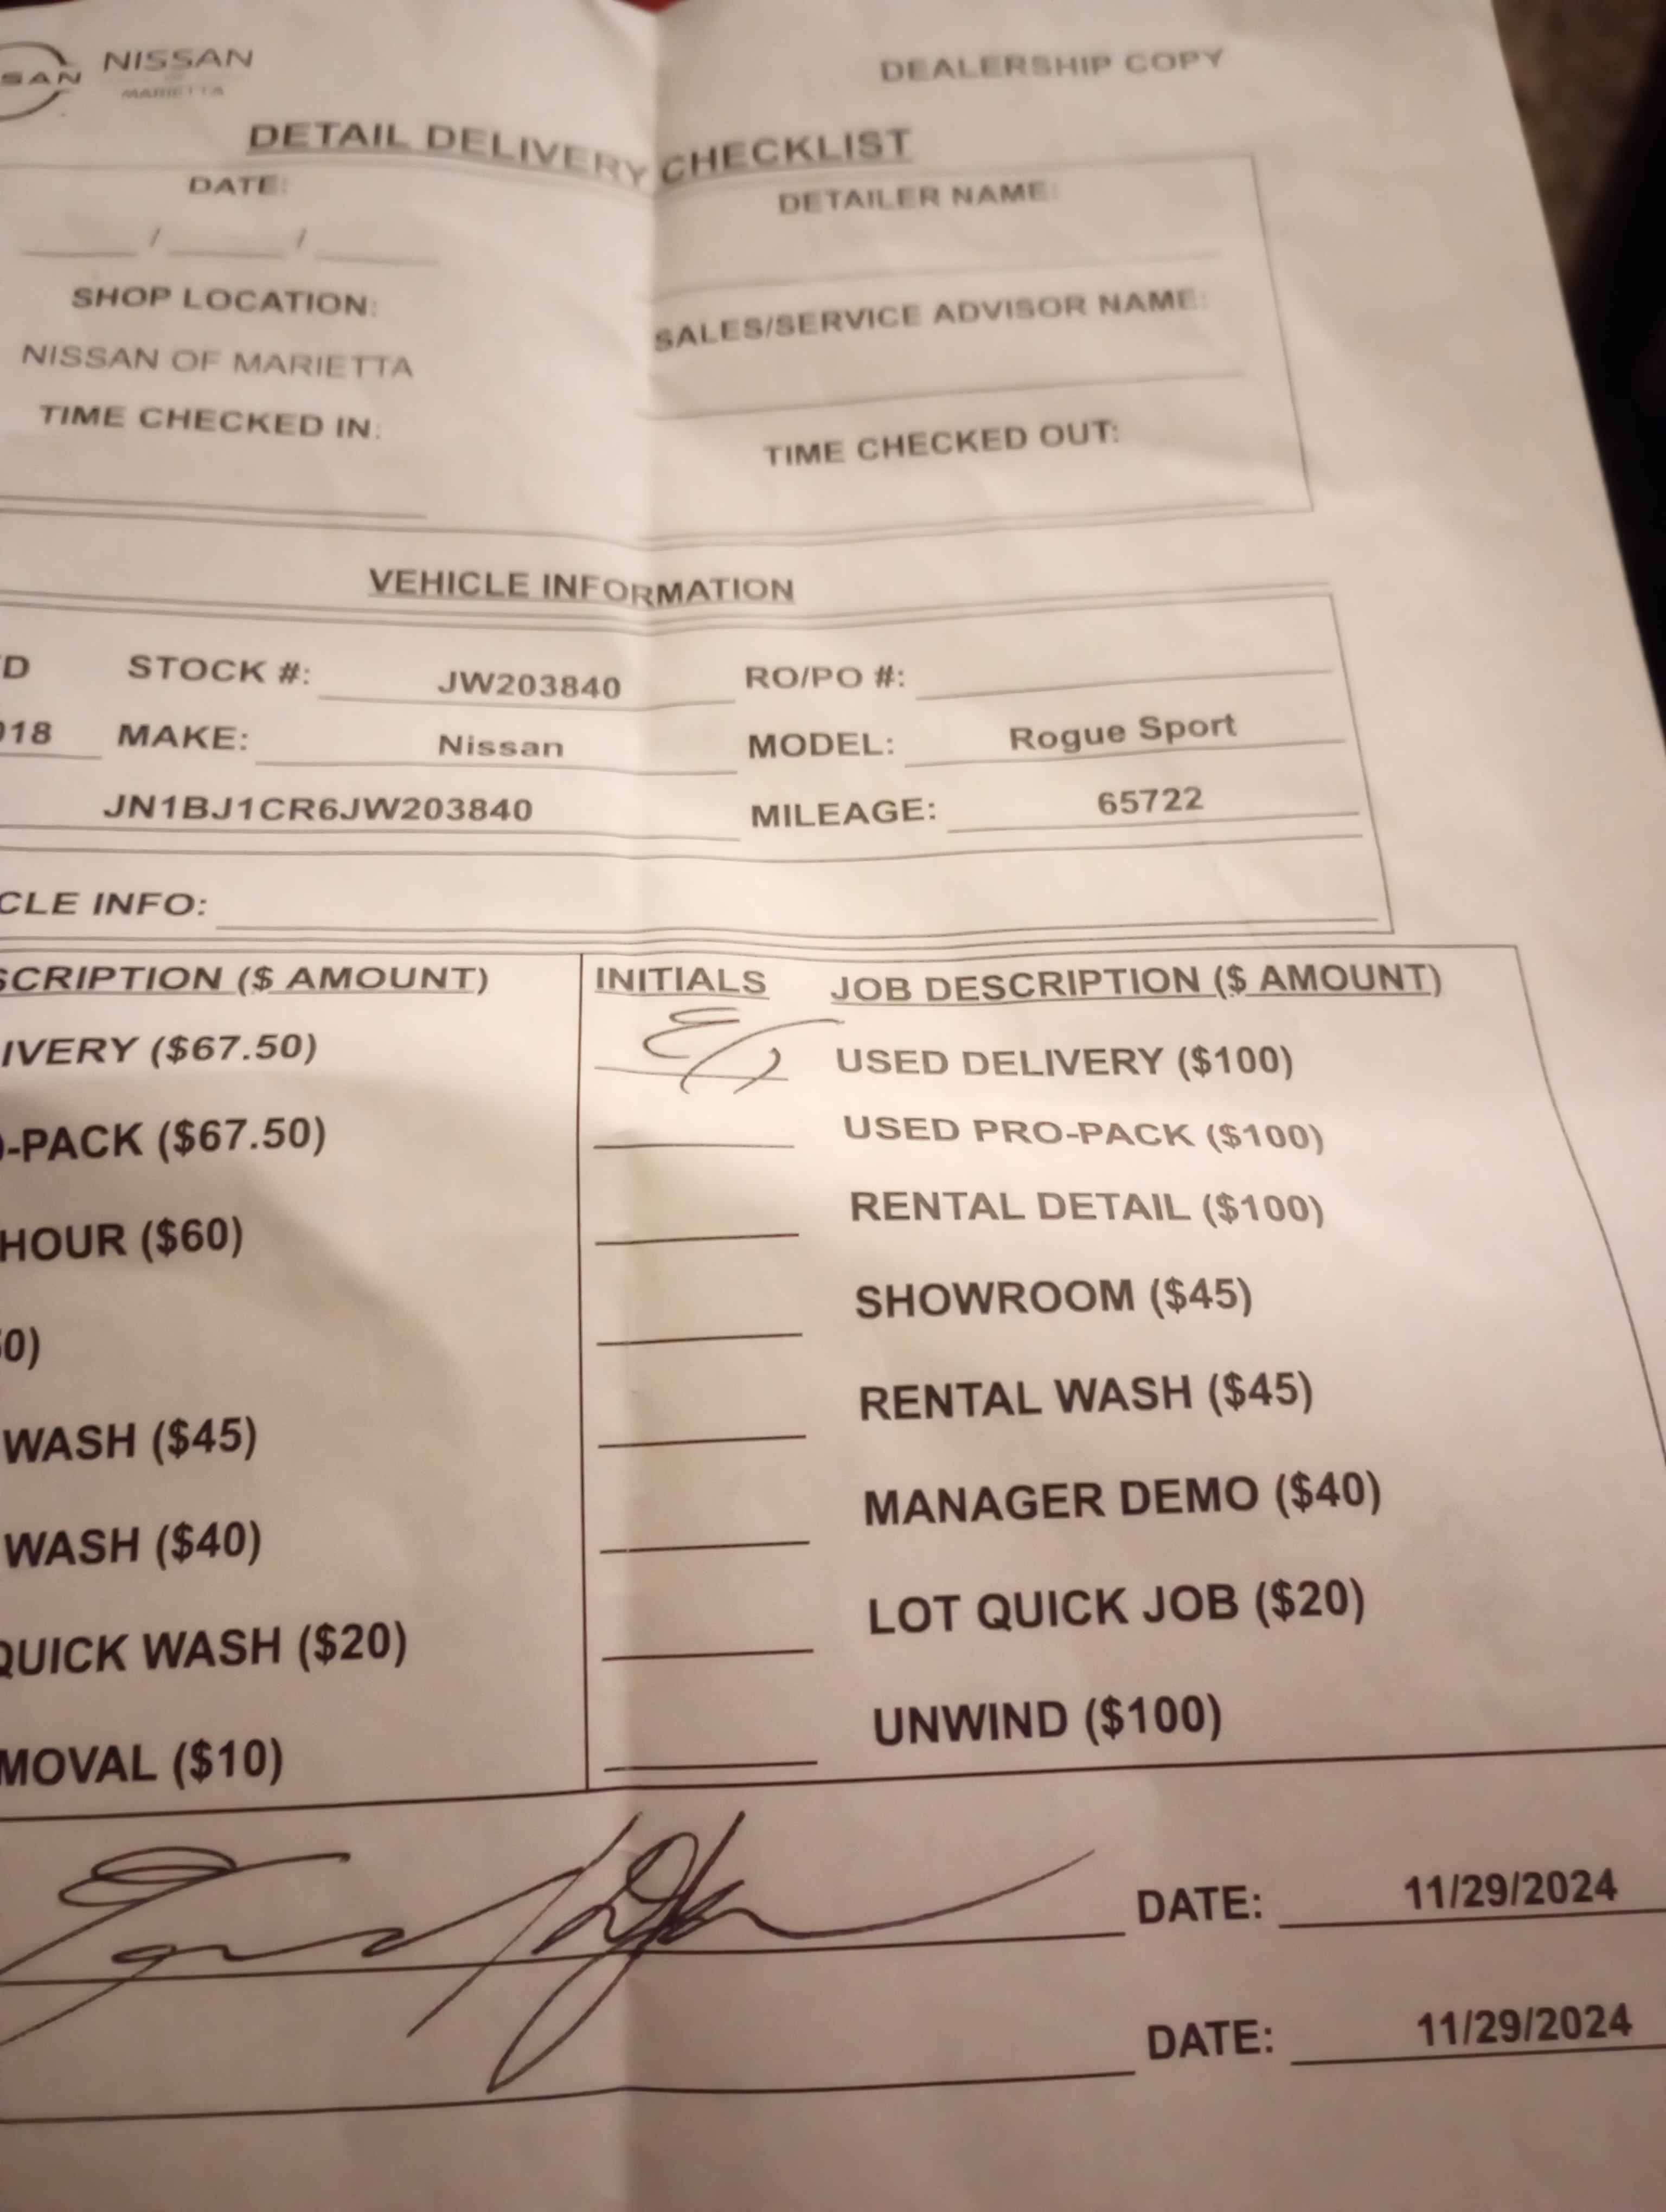 SAN NISSAN
OF
MARIETTA
DEALERSHIP COPY
DETAIL DELIVERY CHECKLIST
DATE:
DETAILER NAME:
___/___/___
SHOP LOCATION:
SALES/SERVICE ADVISOR NAME:
NISSAN OF MARIETTA
TIME CHECKED IN:
TIME CHECKED OUT:
VEHICLE INFORMATION
D STOCK #: JW203840 RO/PO #:
018 MAKE: Nissan MODEL: Rogue Sport
JN1BJ1CR6JW203840 MILEAGE: 65722
CLE INFO:
SCRIPTION ($ AMOUNT) INITIALS JOB DESCRIPTION ($ AMOUNT)
IVERY ($67.50) USED DELIVERY ($100)
-PACK ($67.50) USED PRO-PACK ($100)
HOUR ($60) RENTAL DETAIL ($100)
0) SHOWROOM ($45)
WASH ($45) RENTAL WASH ($45)
WASH ($40) MANAGER DEMO ($40)
QUICK WASH ($20) LOT QUICK JOB ($20)
MOVAL ($10) UNWIND ($100)
DATE: 11/29/2024
DATE: 11/29/2024